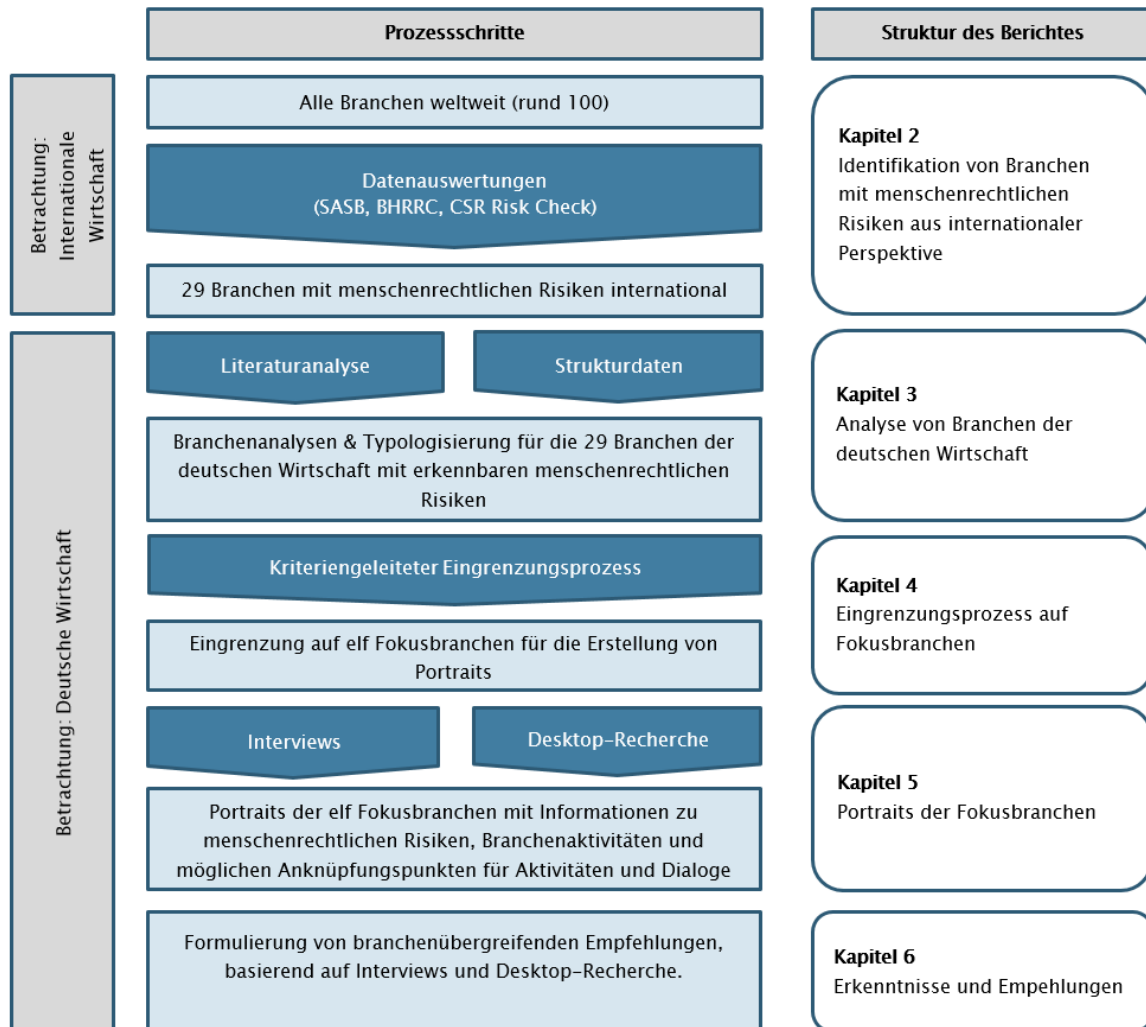 Prozessschritte
Struktur des Berichtes
Betrachtung:
Internationale
Wirtschaft
Alle Branchen weltweit (rund 100)
Datenauswertungen
(SASB, BHRRC, CSR Risk Check)
29 Branchen mit menschenrechtlichen Risiken international
Kapitel 2
Identifikation von Branchen
mit menschenrechtlichen
Risiken aus internationaler
Perspektive
Betrachtung: Deutsche Wirtschaft
Literaturanalyse
Strukturdaten
Branchenanalysen & Typologisierung für die 29 Branchen der
deutschen Wirtschaft mit erkennbaren menschenrechtlichen
Risiken
Kapitel 3
Analyse von Branchen der
deutschen Wirtschaft
Kriteriengeleiteter Eingrenzungsprozess
Eingrenzung auf elf Fokusbranchen für die Erstellung von
Portraits
Kapitel 4
Eingrenzungsprozess auf
Fokusbranchen
Interviews
Desktop-Recherche
Portraits der elf Fokusbranchen mit Informationen zu
menschenrechtlichen Risiken, Branchenaktivitäten und
möglichen Anknüpfungspunkten für Aktivitäten und Dialoge
Kapitel 5
Portraits der Fokusbranchen
Formulierung von branchenübergreifenden Empfehlungen,
basierend auf Interviews und Desktop-Recherche.
Kapitel 6
Erkenntnisse und Empehlungen